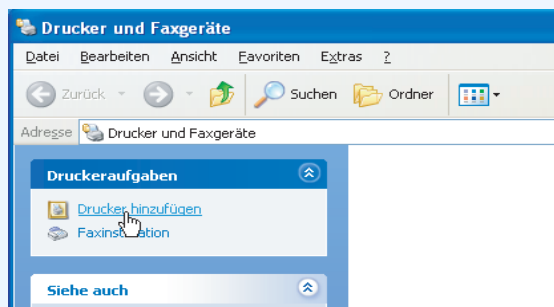 Drucker und Faxgeräte
Datei Bearbeiten Ansicht Favoriten Extras ?
Zurück Suchen Ordner
Adresse Drucker und Faxgeräte
Druckeraufgaben
Drucker hinzufügen
Siehe auch